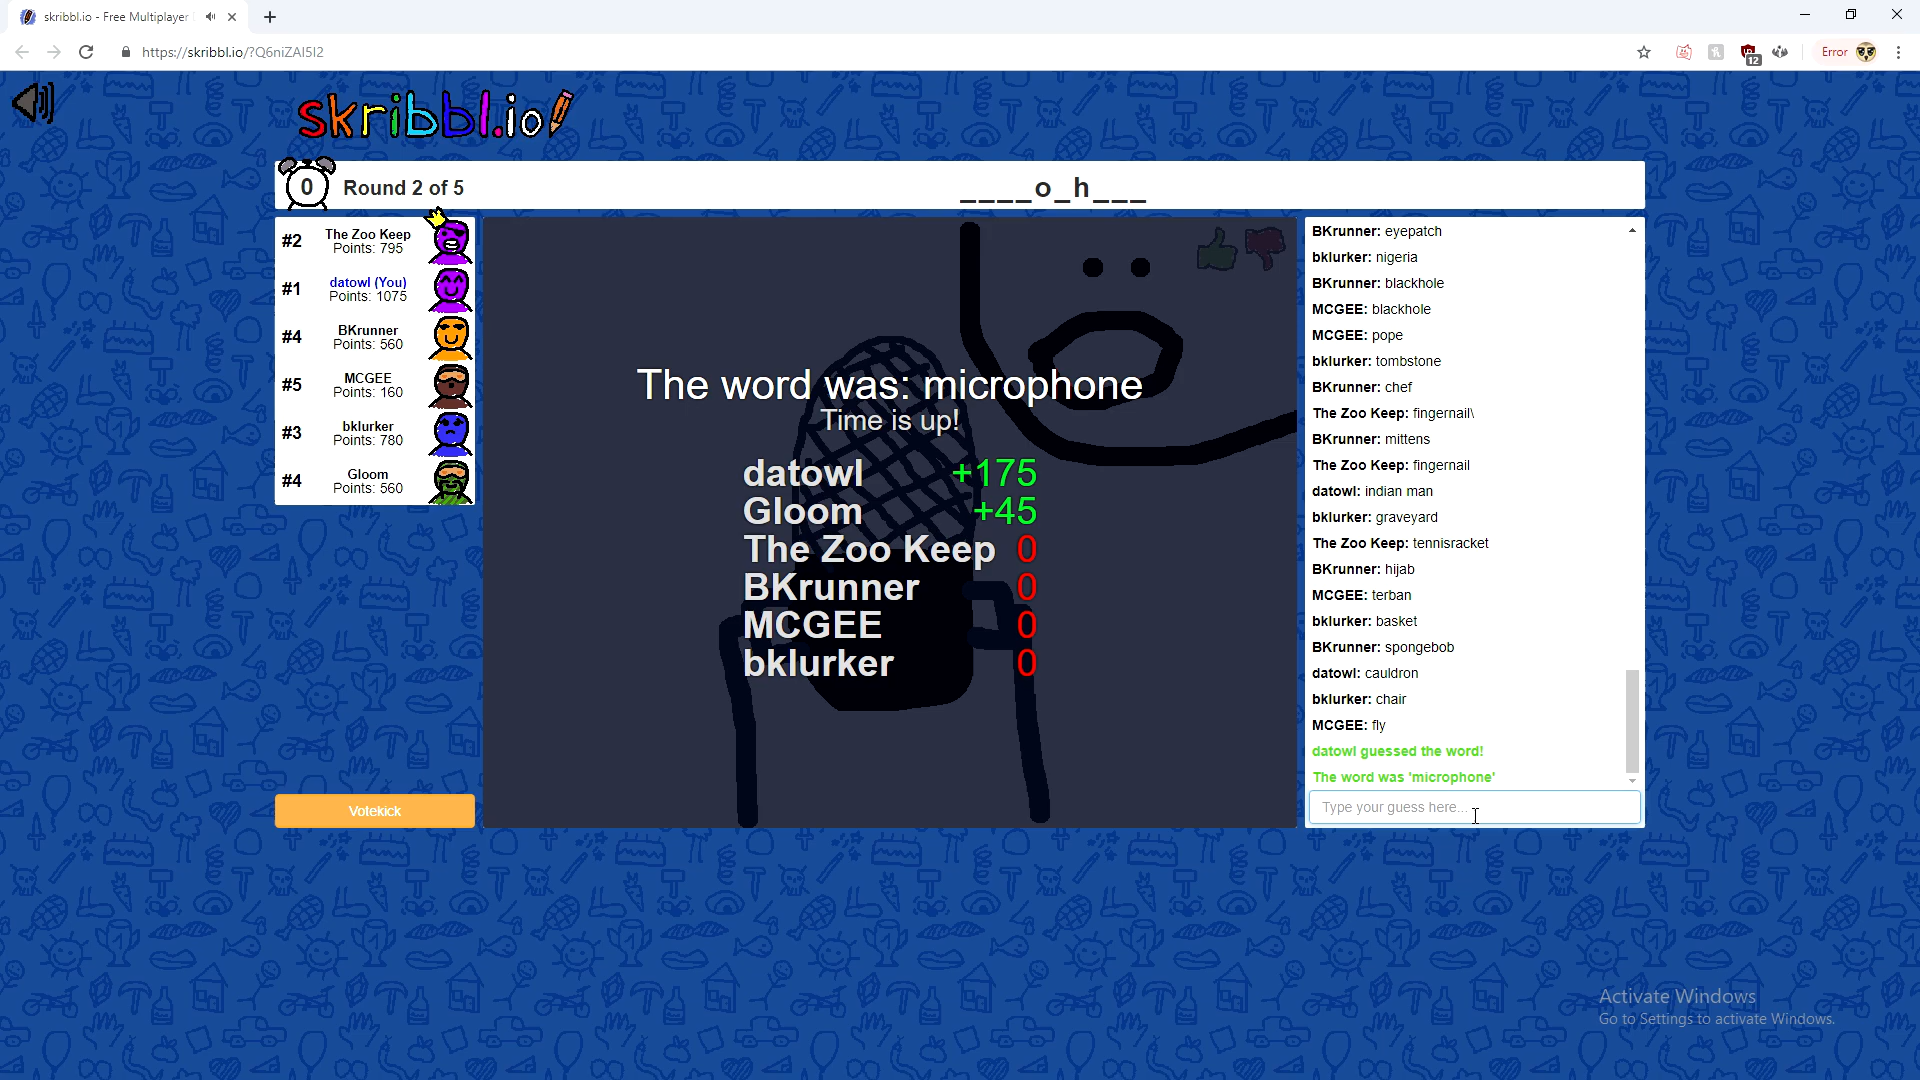 skribbl.io - Free Multiplayer
https://skribbl.io/?Q6niZAI5I2
12
Error
skribbl.io
0
Round 2 of 5
____o_h___
#2
The Zoo Keep
Points: 795
#1
datowl (You)
Points: 1075
#4
BKrunner
Points: 560
#5
MCGEE
Points: 160
#3
bklurker
Points: 780
#4
Gloom
Points: 560
Votekick
The word was: microphone
Time is up!
datowl +175
Gloom +45
The Zoo Keep 0
BKrunner 0
MCGEE 0
bklurker 0
BKrunner: eyepatch
bklurker: nigeria
BKrunner: blackhole
MCGEE: blackhole
MCGEE: pope
bklurker: tombstone
BKrunner: chef
The Zoo Keep: fingernail\
BKrunner: mittens
The Zoo Keep: fingernail
datowl: indian man
bklurker: graveyard
The Zoo Keep: tennisracket
BKrunner: hijab
MCGEE: terban
bklurker: basket
BKrunner: spongebob
datowl: cauldron
bklurker: chair
MCGEE: fly
datowl guessed the word!
The word was 'microphone'
Type your guess here...
Activate Windows
Go to Settings to activate Windows.